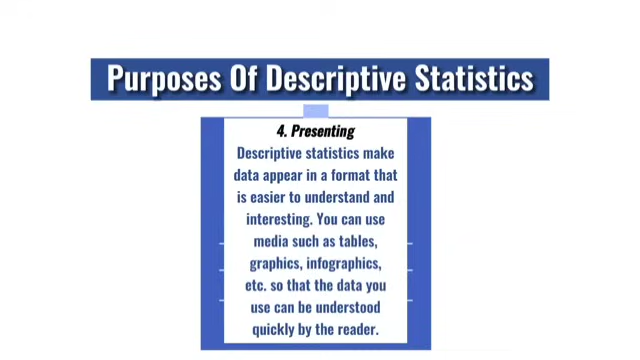 Purposes Of Descriptive Statistics
4. Presenting
Descriptive statistics make
data appear in a format that
is easier to understand and
interesting. You can use
media such as tables,
graphics, infographics,
etc. so that the data you
use can be understood
quickly by the reader.